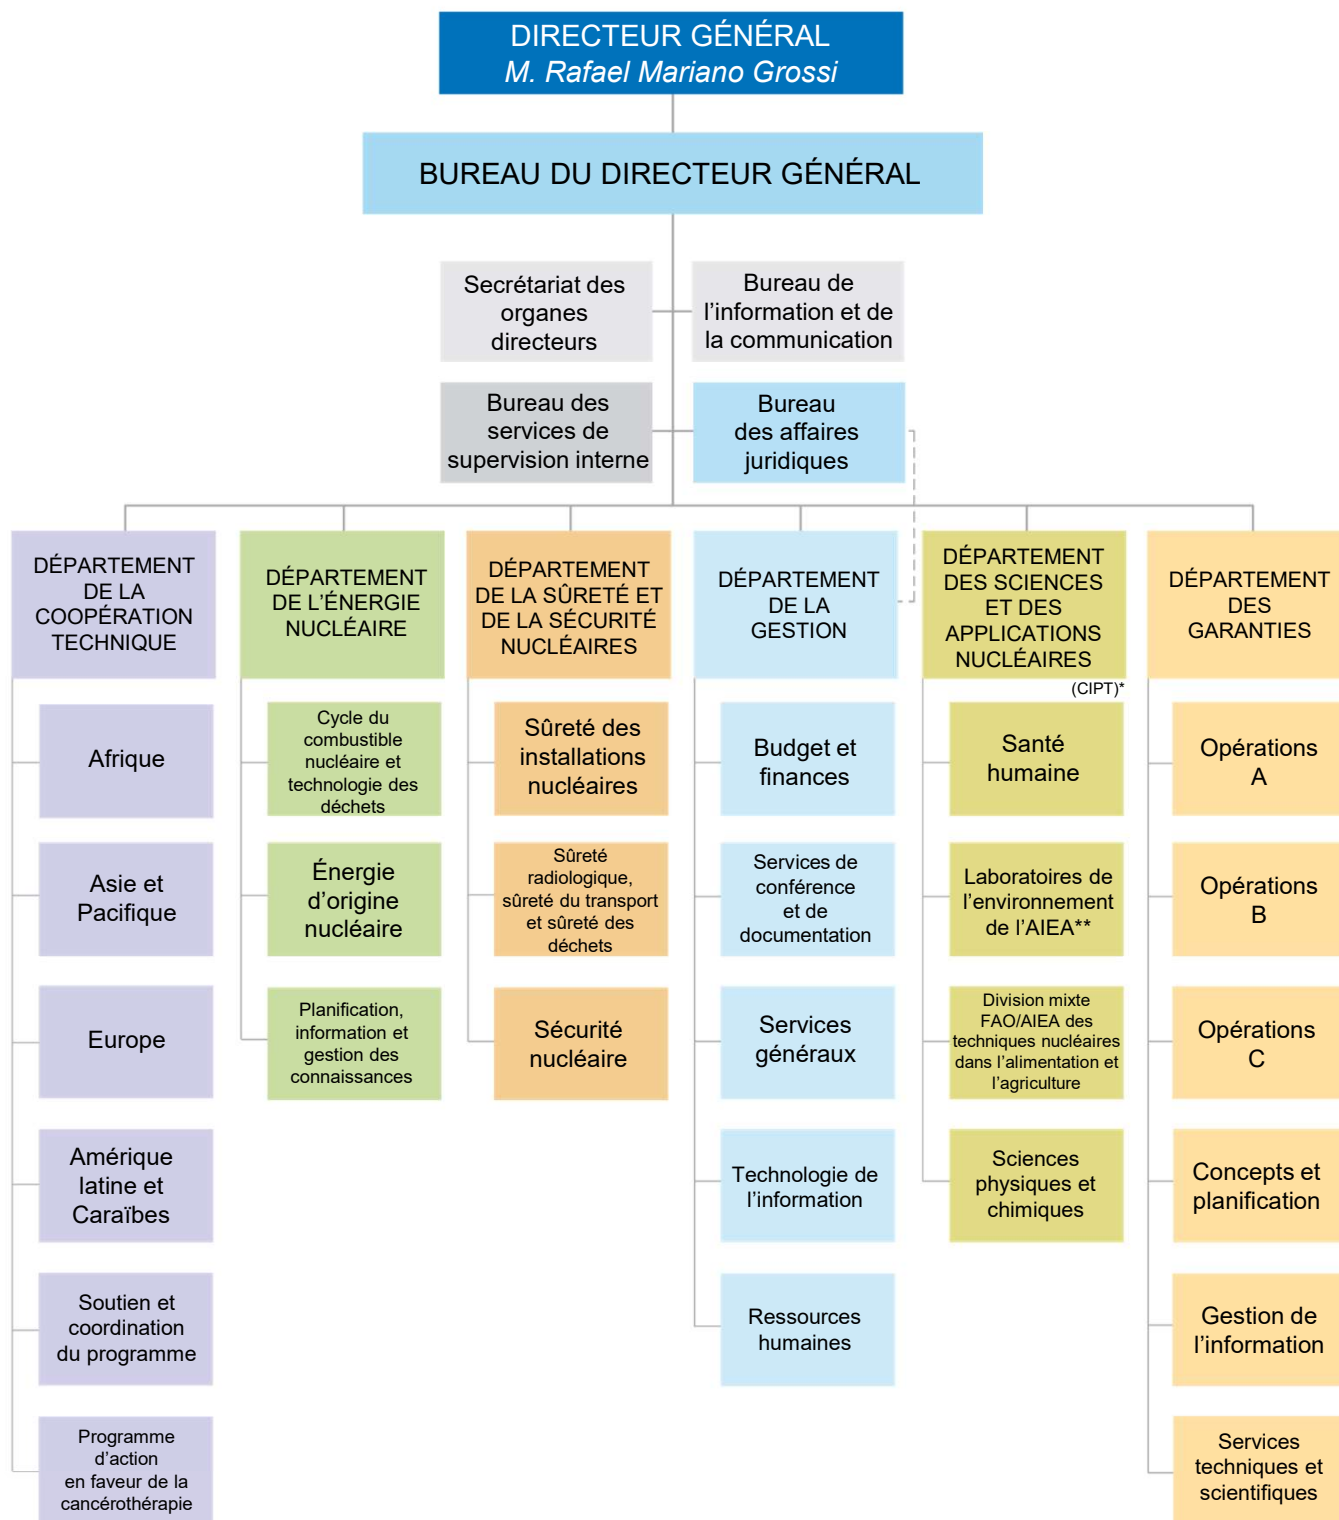 DIRECTEUR GÉNÉRAL
M. Rafael Mariano Grossi
BUREAU DU DIRECTEUR GÉNÉRAL
Secrétariat des
organes
directeurs
Bureau de
l’information et de
la communication
Bureau des
services de
supervision interne
Bureau
des affaires
juridiques
DÉPARTEMENT
DE LA
COOPÉRATION
TECHNIQUE
Afrique
Asie et
Pacifique
Europe
Amérique
latine et
Caraïbes
Soutien et
coordination
du programme
Programme
d’action
en faveur de la
cancérothérapie
DÉPARTEMENT
DE L’ÉNERGIE
NUCLÉAIRE
Cycle du
combustible
nucléaire et
technologie des
déchets
Énergie
d’origine
nucléaire
Planification,
information et
gestion des
connaissances
DÉPARTEMENT
DE LA SÛRETÉ ET
DE LA SÉCURITÉ
NUCLÉAIRES
Sûreté des
installations
nucléaires
Sûreté
radiologique,
sûreté du transport
et sûreté des
déchets
Sécurité
nucléaire
DÉPARTEMENT
DE LA
GESTION
Budget et
finances
Services de
conférence
et de
documentation
Services
généraux
Technologie de
l’information
Ressources
humaines
DÉPARTEMENT
DES SCIENCES
ET DES
APPLICATIONS
NUCLÉAIRES
(CIPT)*
Santé
humaine
Laboratoires de
l’environnement
de l’AIEA**
Division mixte
FAO/AIEA des
techniques nucléaires
dans l’alimentation et
l’agriculture
Sciences
physiques et
chimiques
DÉPARTEMENT
DES
GARANTIES
Opérations
A
Opérations
B
Opérations
C
Concepts et
planification
Gestion de
l’information
Services
techniques et
scientifiques